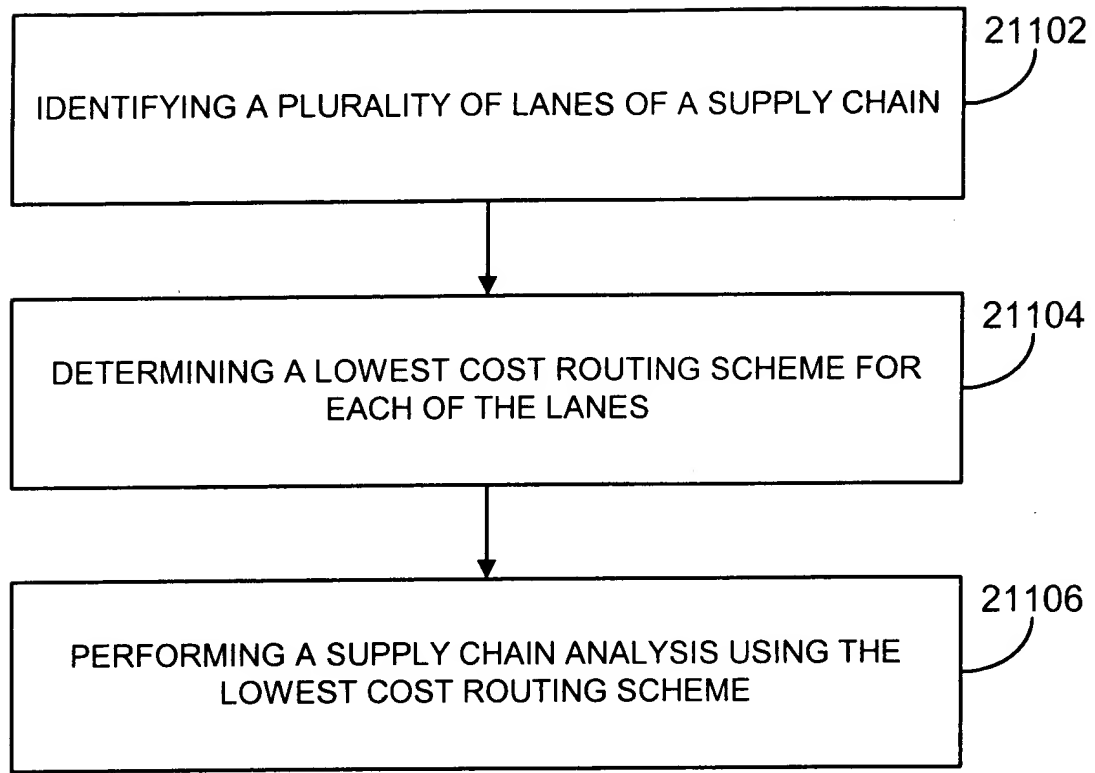 21102
IDENTIFYING A PLURALITY OF LANES OF A SUPPLY CHAIN
21104
DETERMINING A LOWEST COST ROUTING SCHEME FOR
EACH OF THE LANES
21106
PERFORMING A SUPPLY CHAIN ANALYSIS USING THE
LOWEST COST ROUTING SCHEME